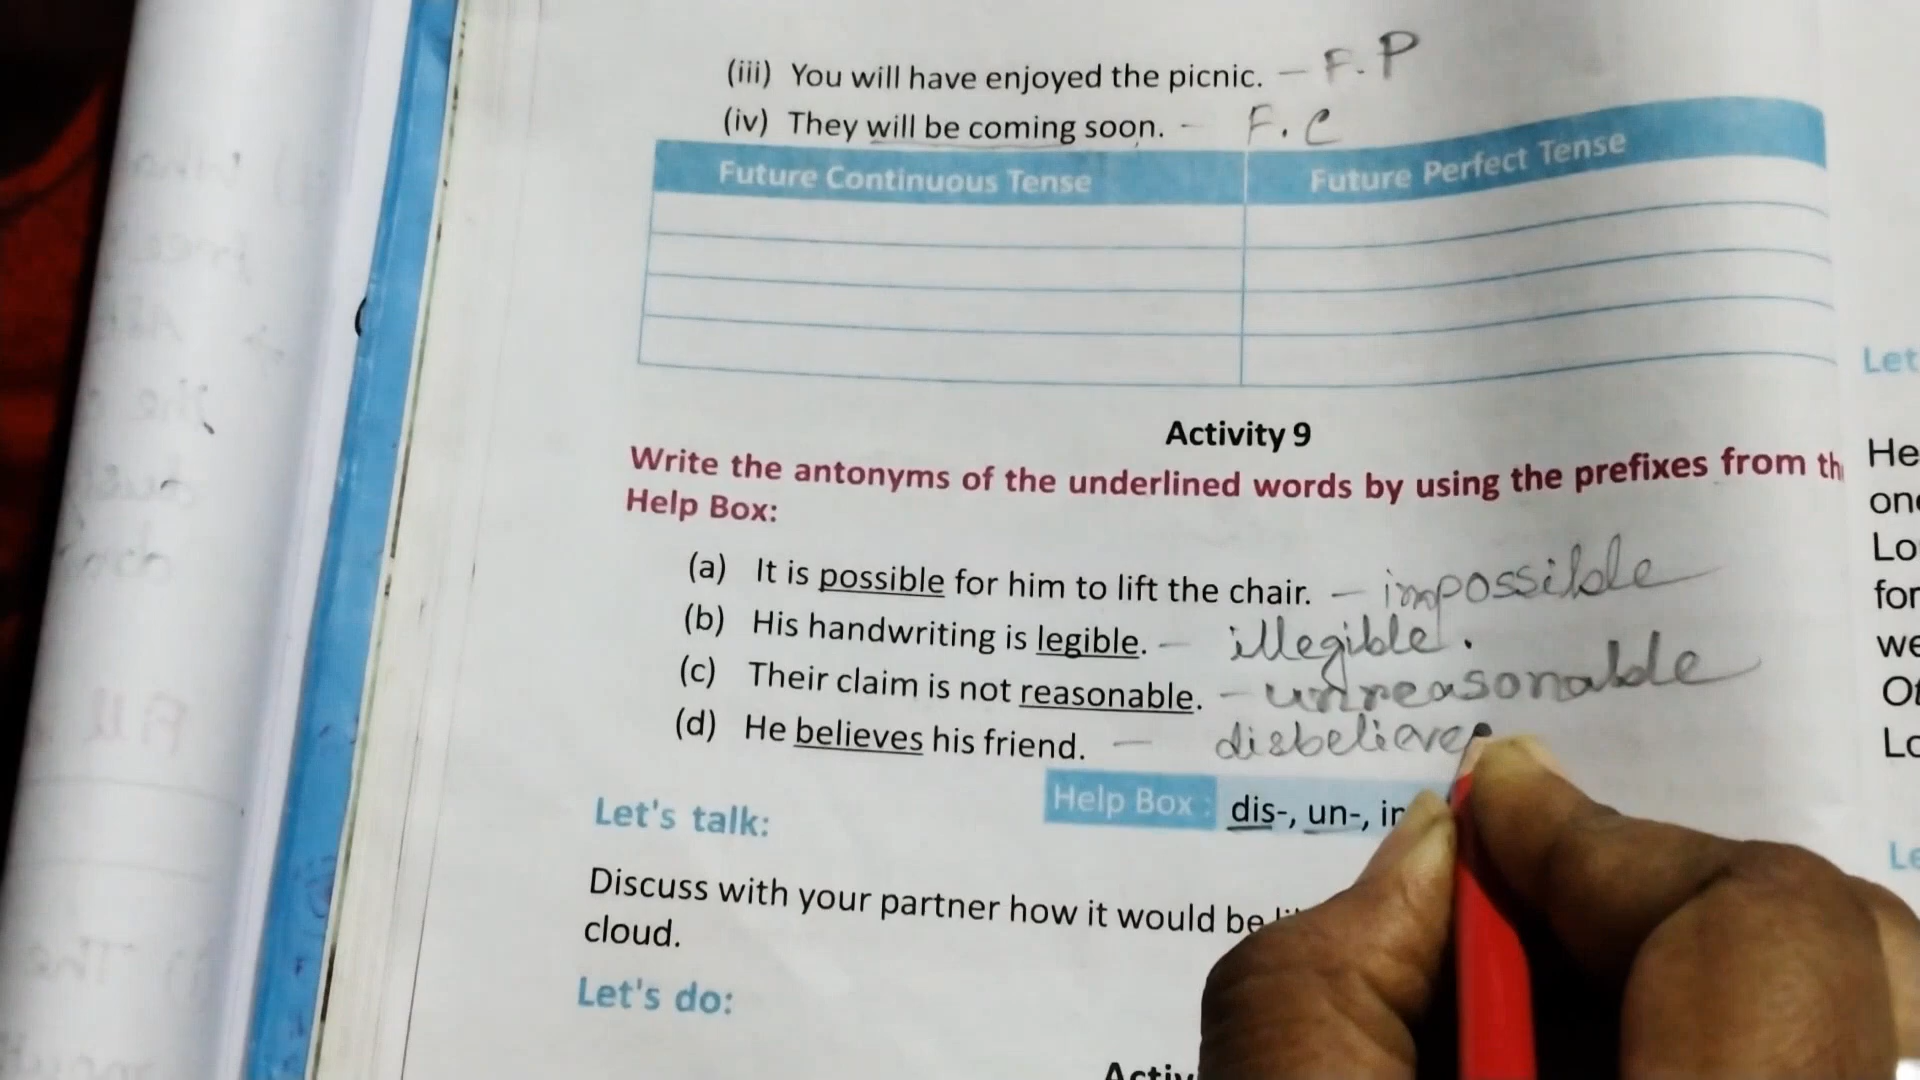 (iii) You will have enjoyed the picnic. — F.P
(iv) They will be coming soon. - F.C
Future Continuous Tense Future Perfect Tense
Activity 9
Write the antonyms of the underlined words by using the prefixes from th
Help Box:
(a) It is possible for him to lift the chair. — impossible
(b) His handwriting is legible. — illegible.
(c) Their claim is not reasonable. — unreasonable
(d) He believes his friend. — disbelieve
Help Box : dis-, un-,
Let's talk:
Discuss with your partner how it would be
cloud.
Let's do:
Let
He
Lo
for
we